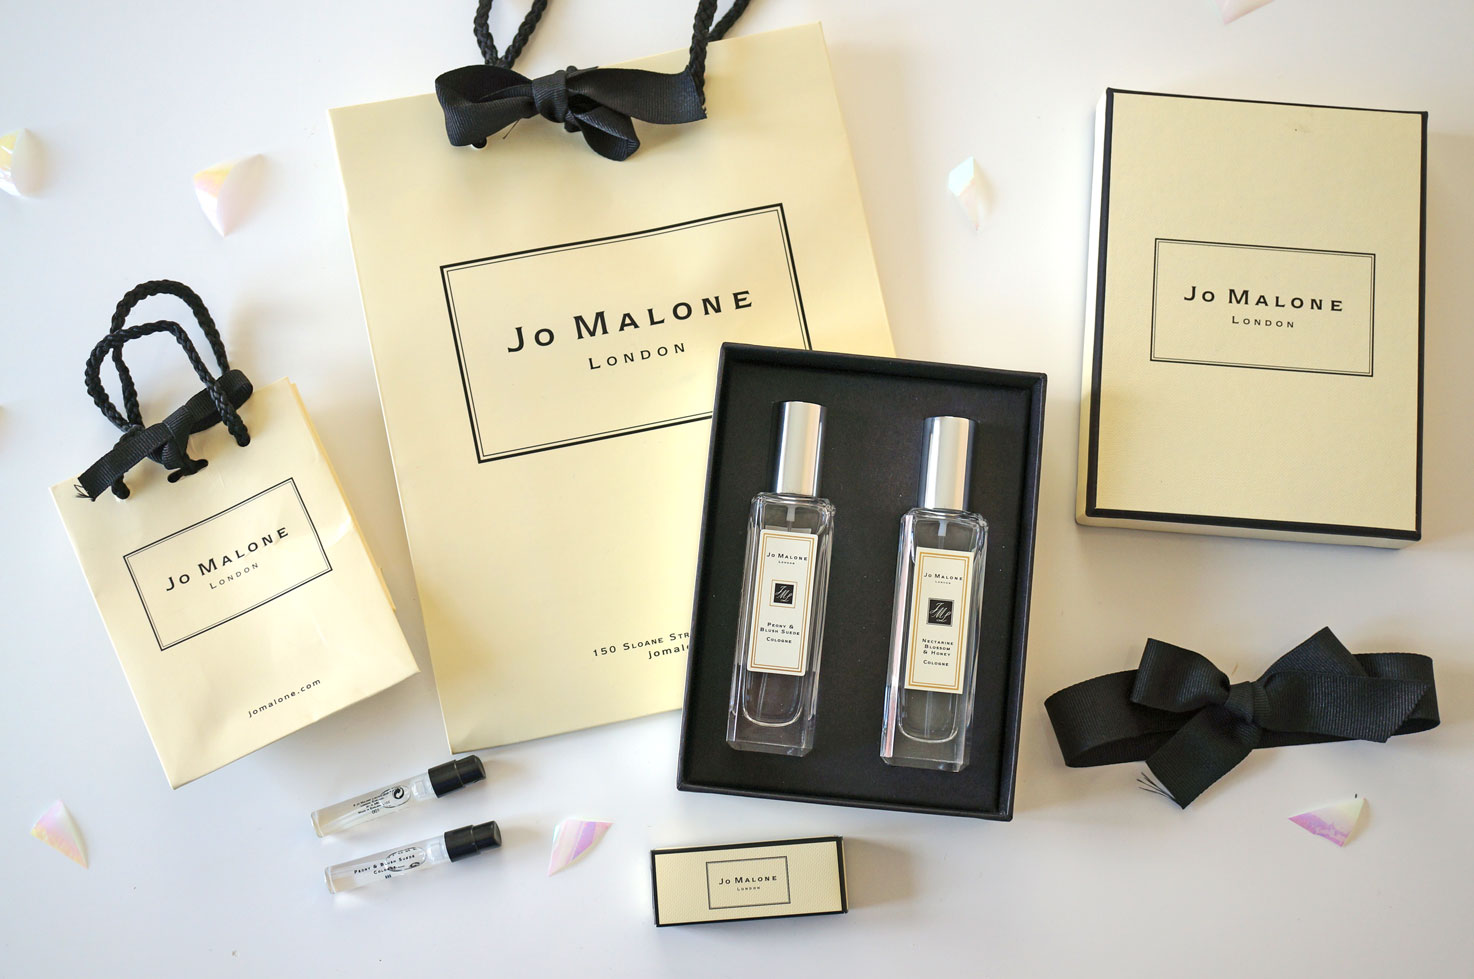 Jo Malone
London
150 Sloane Str
jomalo
Jo Malone
London
Jo Malone
London
jomalone.com
Jo Malone
London
Peony &
Blush Suede
Cologne
Jo Malone
London
Nectarine
Blossom
& Honey
Cologne
Peony & Blush Suede
Cologne
Jo Malone
London